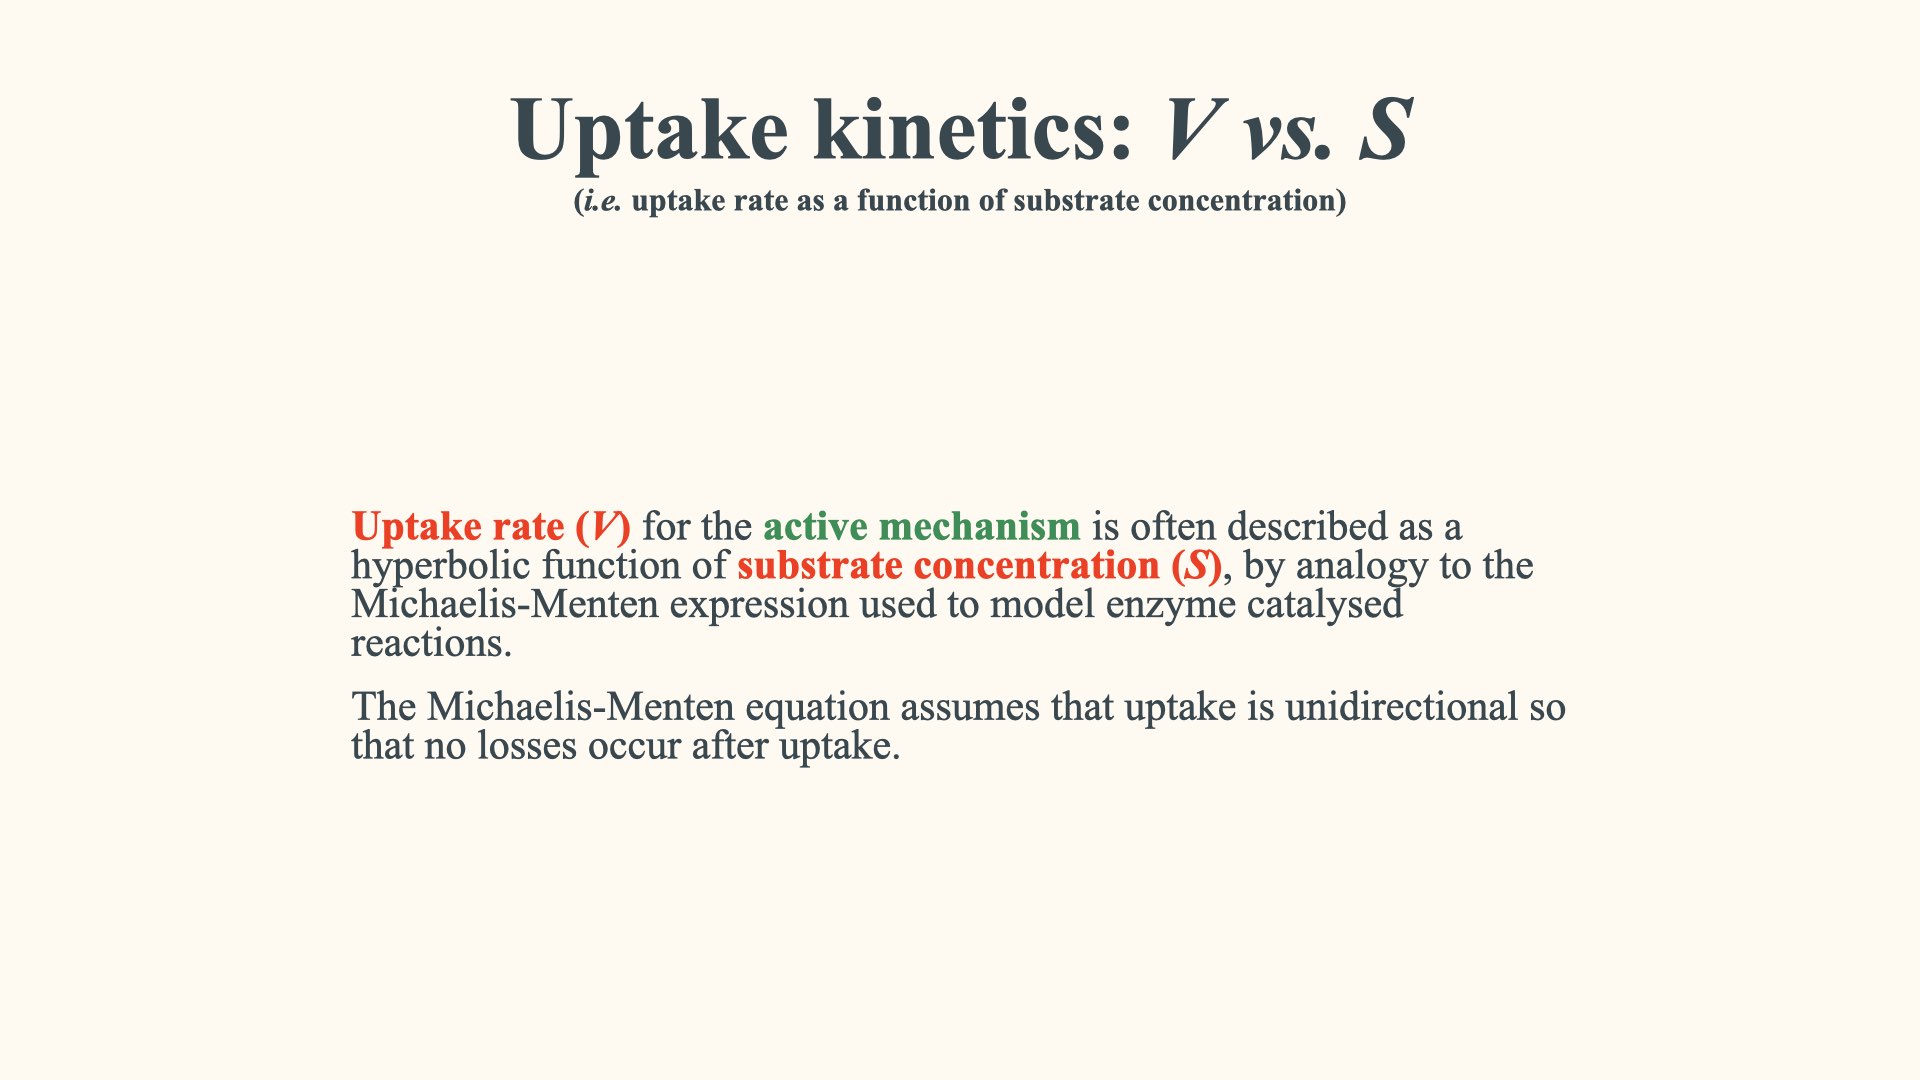 Uptake kinetics: V vs. S
(i.e. uptake rate as a function of substrate concentration)
Uptake rate (V) for the active mechanism is often described as a
hyperbolic function of substrate concentration (S), by analogy to the
Michaelis-Menten expression used to model enzyme catalysed
reactions.
The Michaelis-Menten equation assumes that uptake is unidirectional so
that no losses occur after uptake.